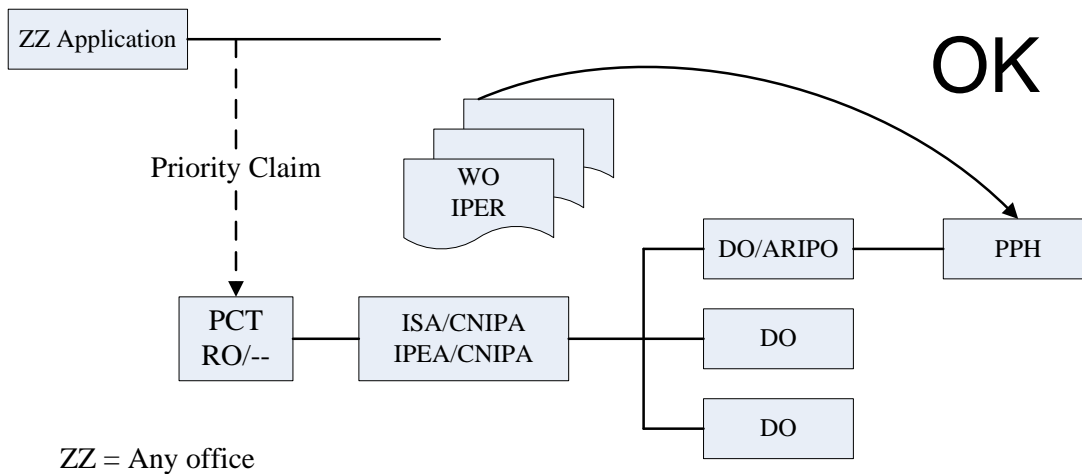 ZZ Application
OK
Priority Claim
WO
IPER
DO/ARIPO
PPH
PCT
RO/--
ISA/CNIPA
IPEA/CNIPA
DO
DO
ZZ = Any office